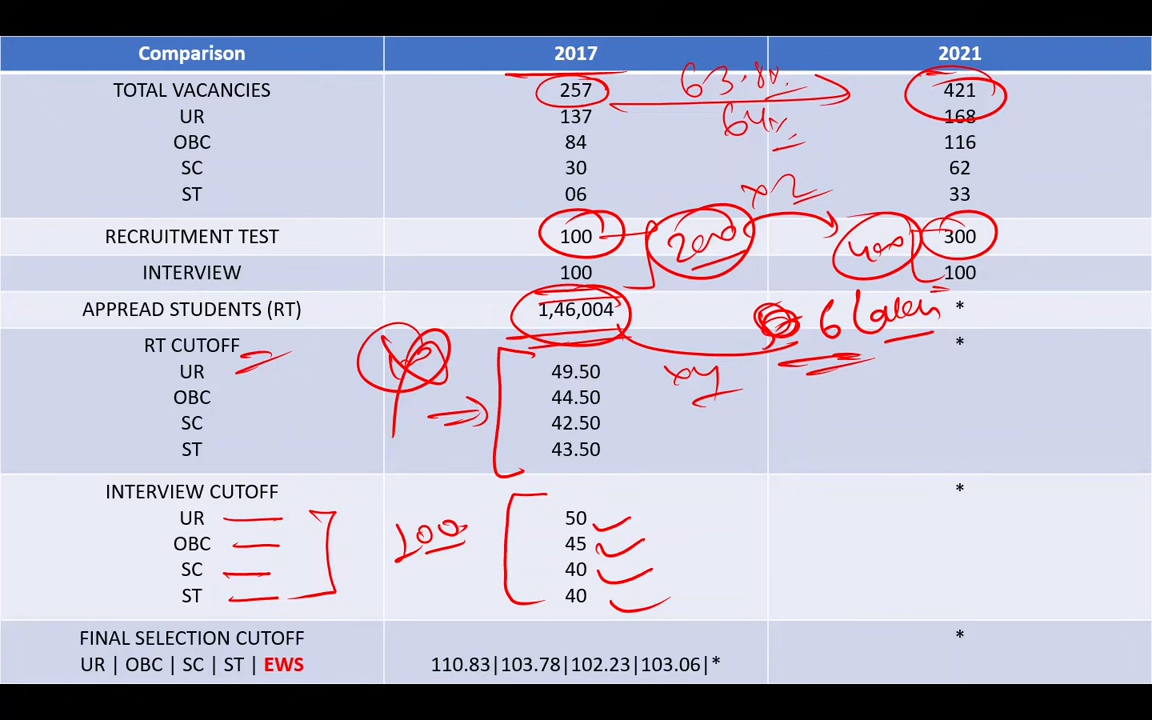 Comparison 2017 2021
TOTAL VACANCIES 257 63.8%. 421
UR 137 64% 168
OBC 84 116
SC 30 62
ST 06 x2 33
RECRUITMENT TEST 100 200 400 300
INTERVIEW 100 100
APPREAD STUDENTS (RT) 1,46,004 6 *
RT CUTOFF *
UR 49.50 x4
OBC 44.50
SC 42.50
ST 43.50
INTERVIEW CUTOFF *
UR 50
OBC 100 45
SC 40
ST 40
FINAL SELECTION CUTOFF *
UR | OBC | SC | ST | EWS 110.83|103.78|102.23|103.06|*